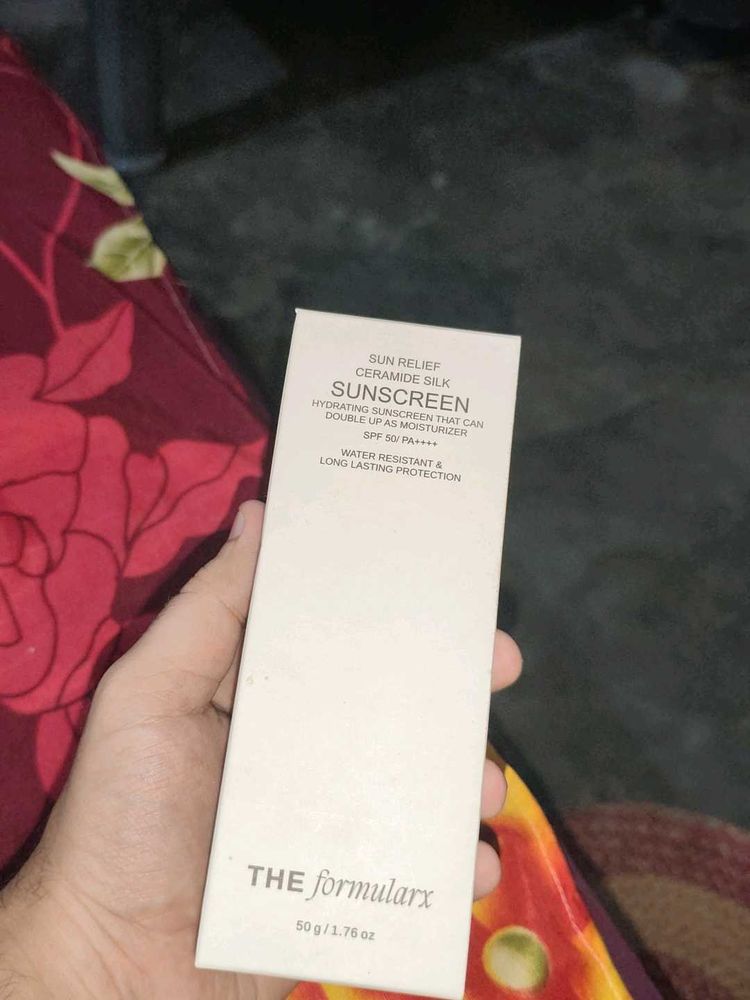 SUN RELIEF
CERAMIDE SILK
SUNSCREEN
HYDRATING SUNSCREEN THAT CAN
DOUBLE UP AS MOISTURIZER
SPF 50/ PA++++
WATER RESISTANT &
LONG LASTING PROTECTION
THE formularx
50 g / 1.76 oz